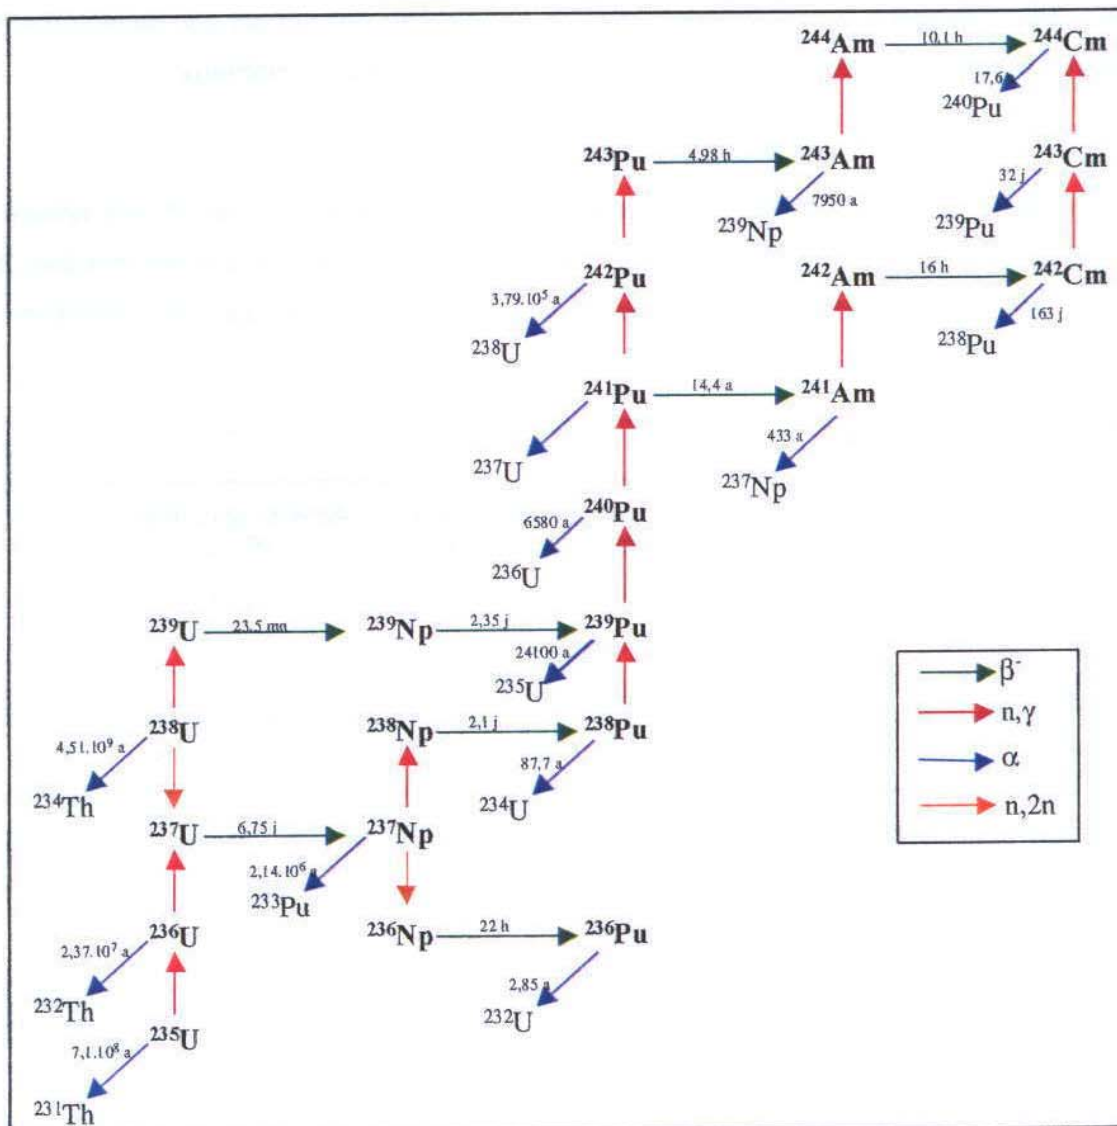 ²⁴⁴Am 10,1 h ²⁴⁴Cm
17,6
²⁴⁰Pu
²⁴³Pu 4,98 h ²⁴³Am ²⁴³Cm
7950 a 32 j
²³⁹Np ²³⁹Pu
²⁴²Pu ²⁴²Am 16 h ²⁴²Cm
3,79.10⁵ a 163 j
²³⁸U ²³⁸Pu
²⁴¹Pu 14,4 a ²⁴¹Am
433 a
²³⁷U ²³⁷Np
²⁴⁰Pu
6580 a
²³⁶U
²³⁹U 23,5 mn ²³⁹Np 2,35 j ²³⁹Pu
24100 a
²³⁵U
β⁻
n,γ
α
n,2n
²³⁸U ²³⁸Np 2,1 j ²³⁸Pu
4,51.10⁹ a 87,7 a
²³⁴Th ²³⁴U
²³⁷U 6,75 j ²³⁷Np
2,14.10⁶ a
²³³Pu
²³⁶U ²³⁶Np 22 h ²³⁶Pu
2,37.10⁷ a 2,85 a
²³²Th ²³²U
²³⁵U
7,1.10⁸ a
²³¹Th